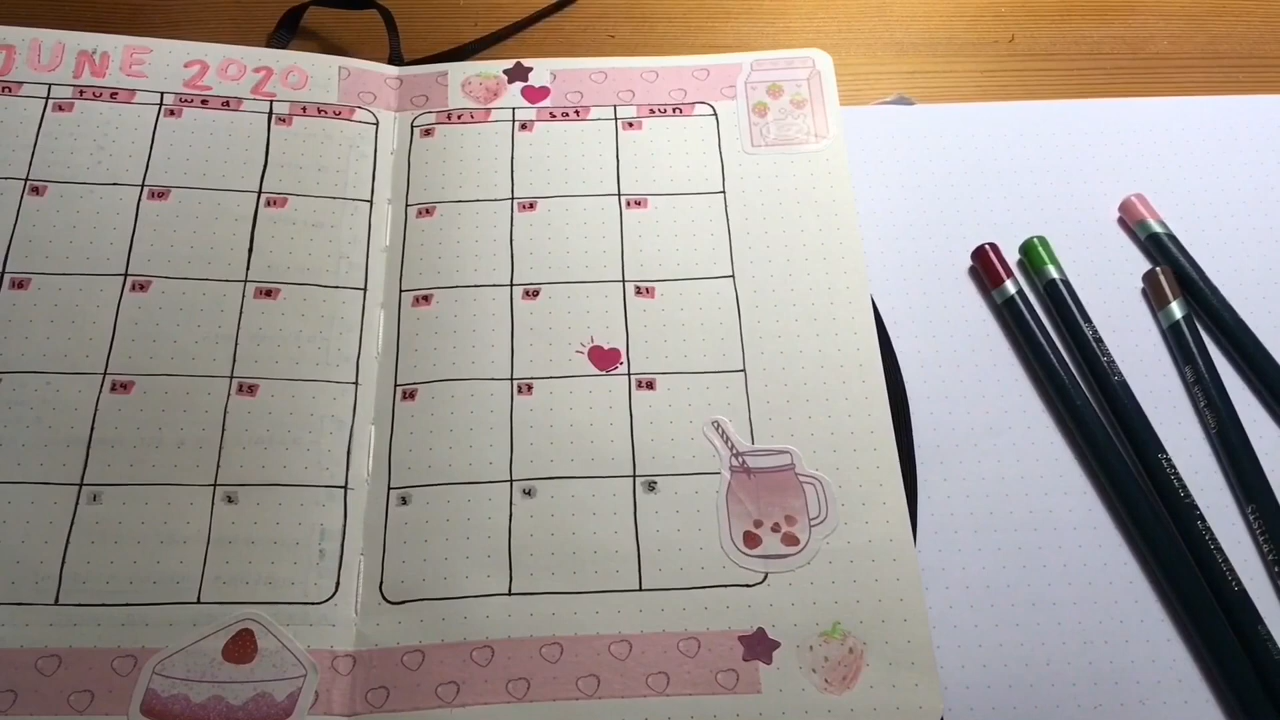 JUNE 2020
n tue wed thu fri sat sun
2 3 4 5 6 7
9 10 11 12 13 14
16 17 18 19 20 21
24 25 26 27 28
1 2 3 4 5